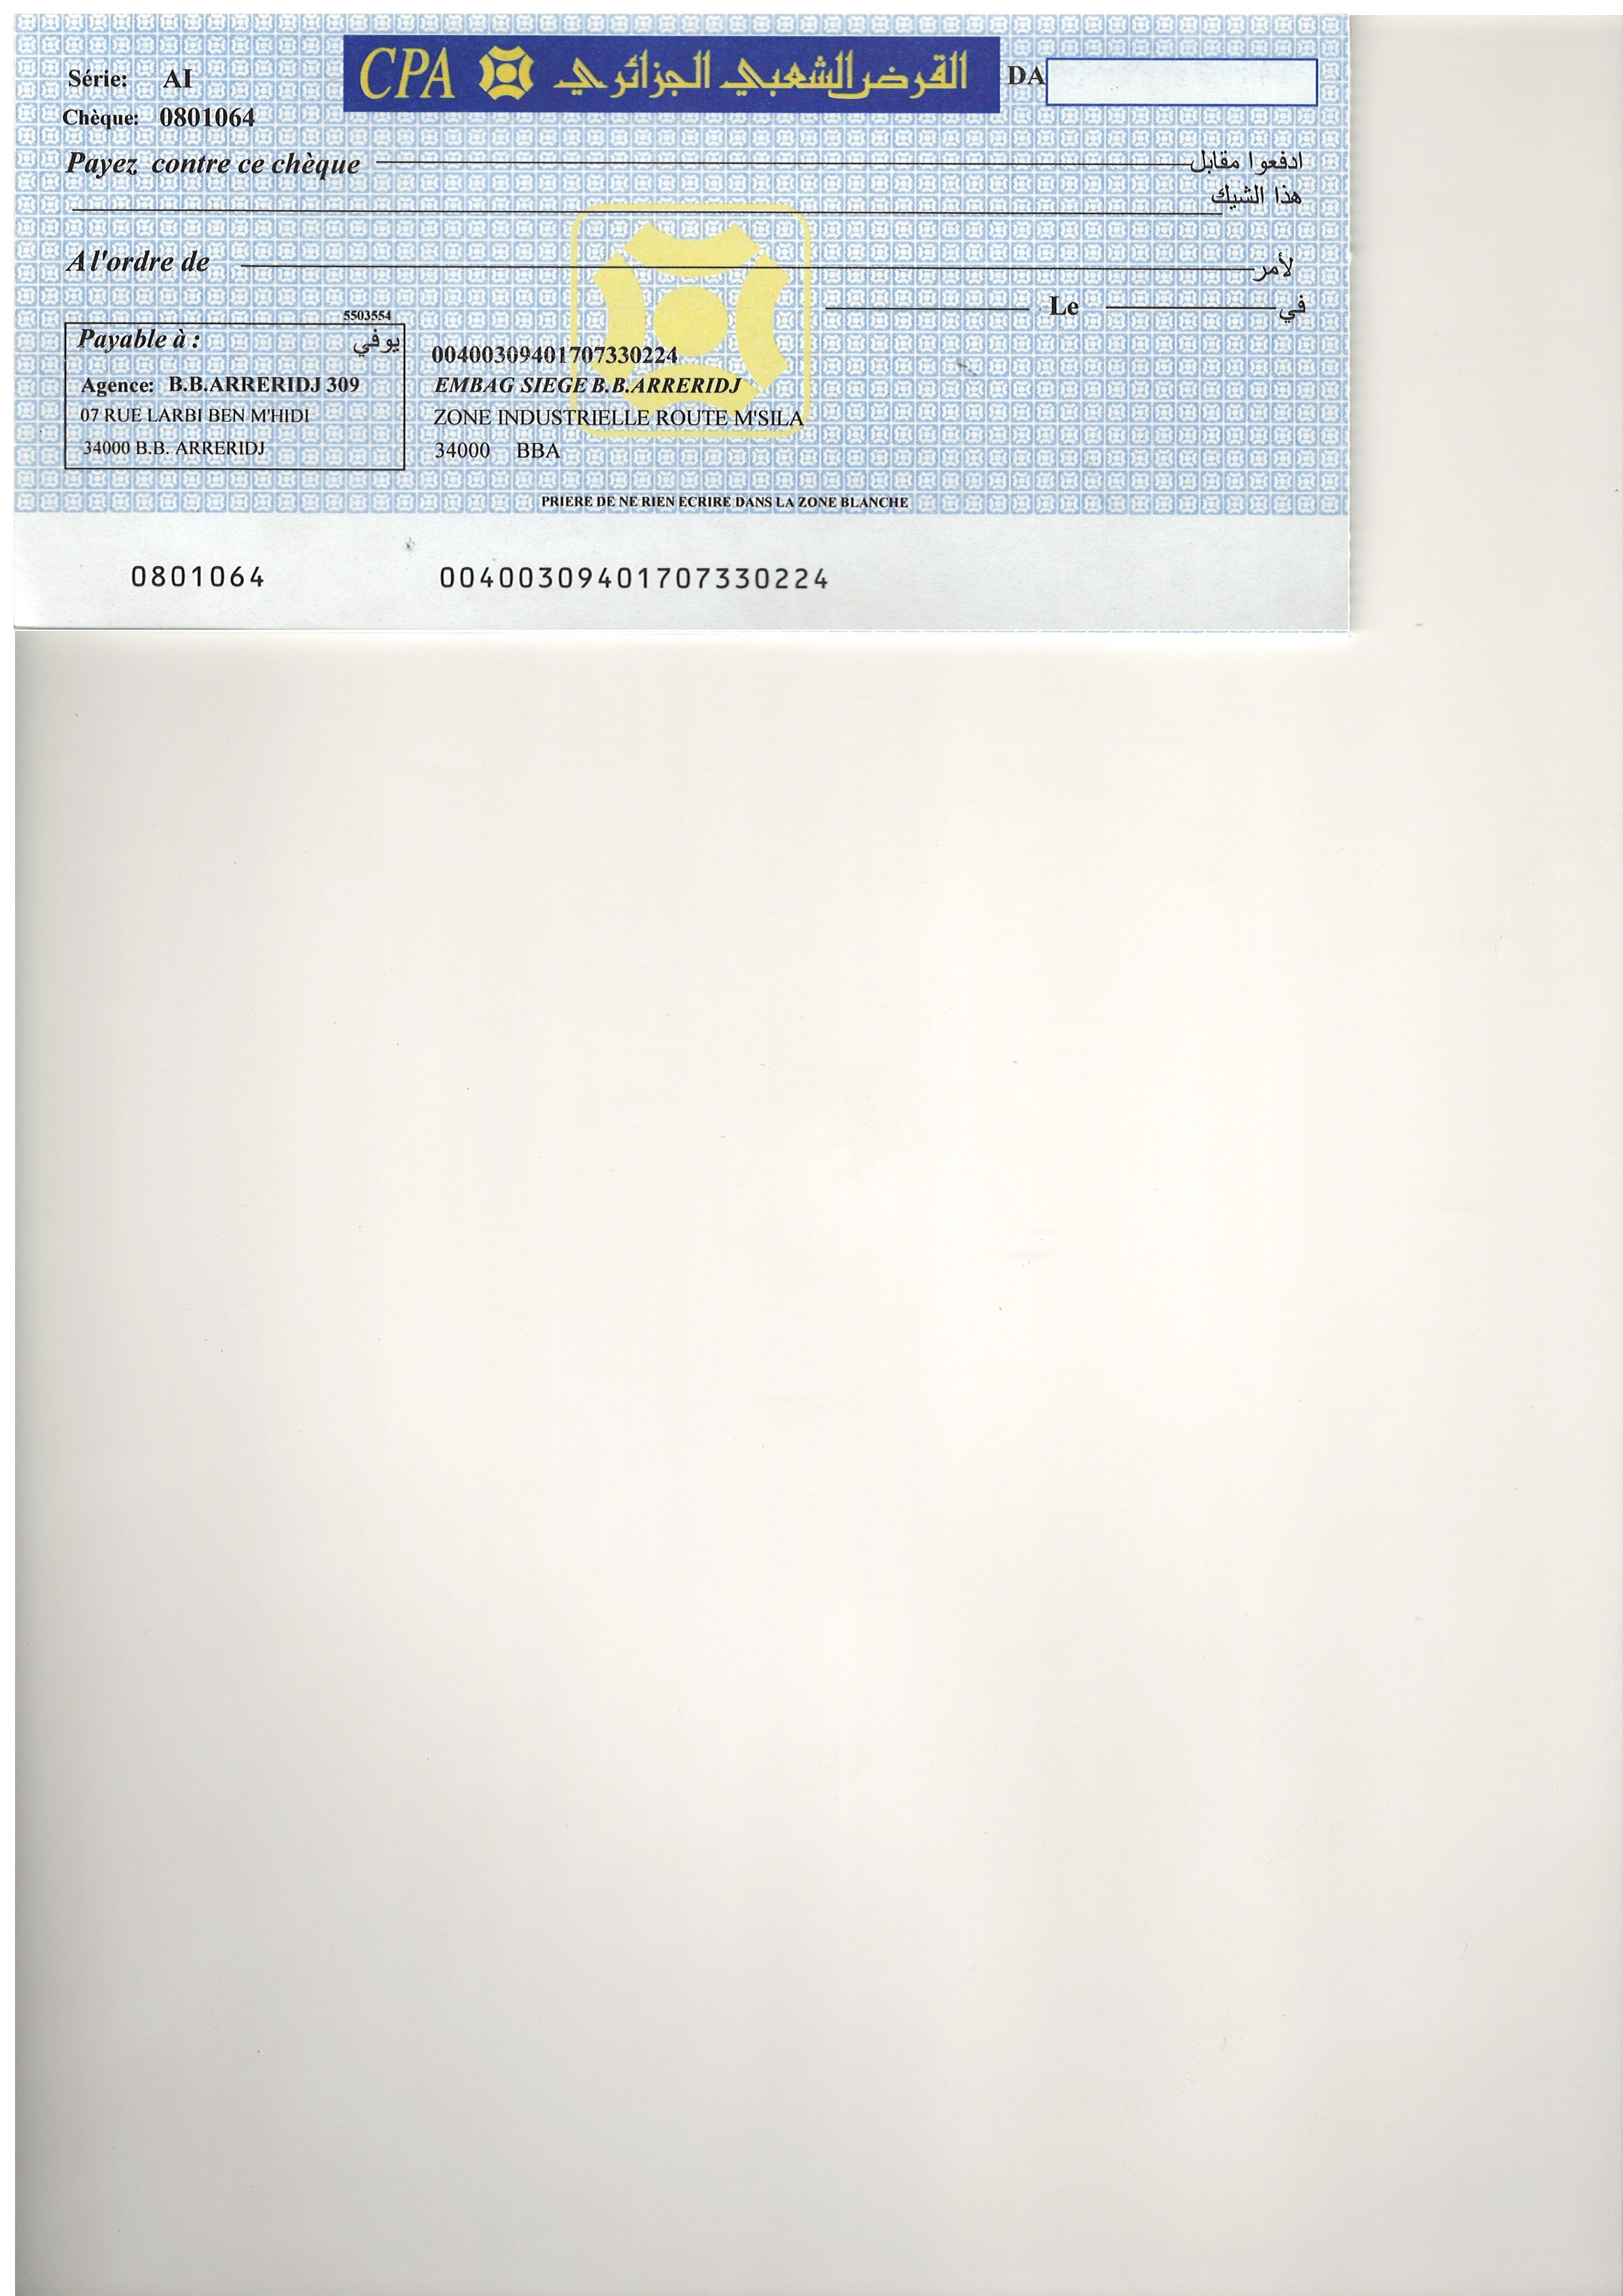 Série: AI
CPA القرض الشعبي الجزائري
DA
Chèque: 0801064
Payez contre ce chèque ادفعوا مقابل
هذا الشيك
A l'ordre de لأمر
Le في
5503554
Payable à : يوفي
Agence: B.B.ARRERIDJ 309
07 RUE LARBI BEN M'HIDI
34000 B.B. ARRERIDJ
00400309401707330224
EMBAG SIEGE B.B.ARRERIDJ
ZONE INDUSTRIELLE ROUTE M'SILA
34000 BBA
PRIERE DE NE RIEN ECRIRE DANS LA ZONE BLANCHE
0801064 00400309401707330224